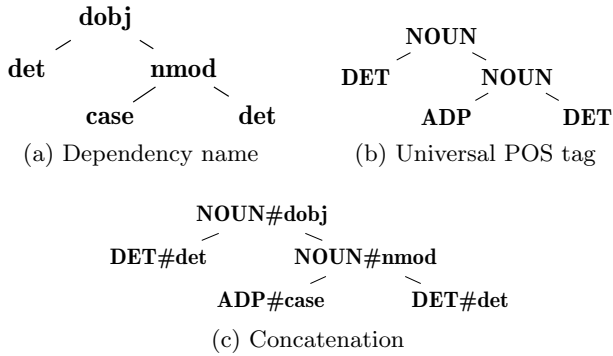 dobj
det nmod
case det
(a) Dependency name
NOUN
DET NOUN
ADP DET
(b) Universal POS tag
NOUN#dobj
DET#det NOUN#nmod
ADP#case DET#det
(c) Concatenation